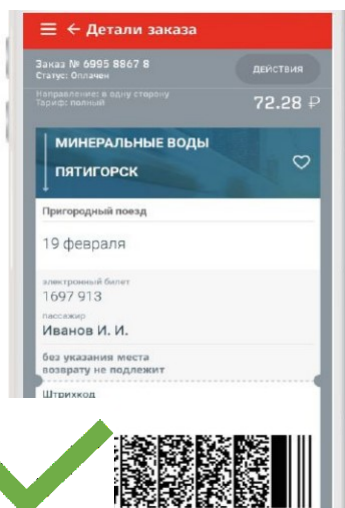 Детали заказа
Заказ № 6995 8867 8
Статус: Оплачен
ДЕЙСТВИЯ
Направление: в одну сторону
Тариф: полный
72.28 ₽
МИНЕРАЛЬНЫЕ ВОДЫ
ПЯТИГОРСК
Пригородный поезд
19 февраля
электронный билет
1697 913
пассажир
Иванов И. И.
без указания места
возврату не подлежит
Штрихкод